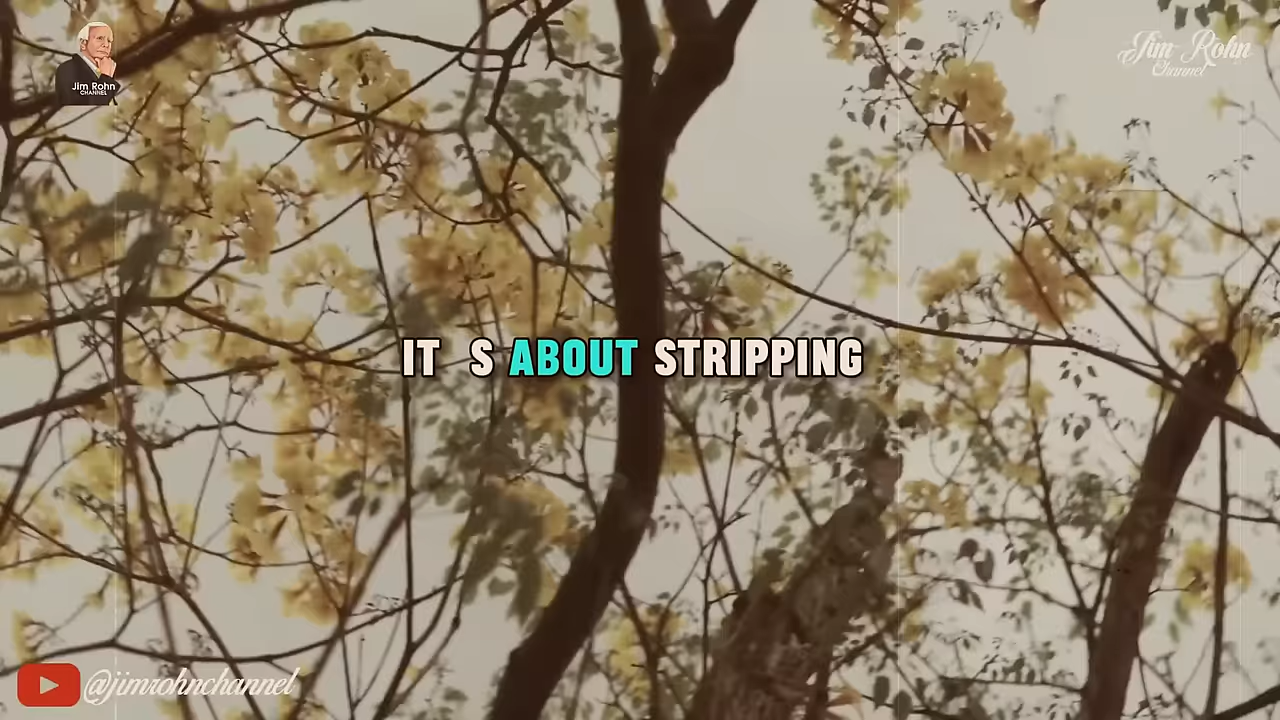 Jim Rohn
CHANNEL
Jim Rohn
Channel
IT S ABOUT STRIPPING
@jimrohnchannel